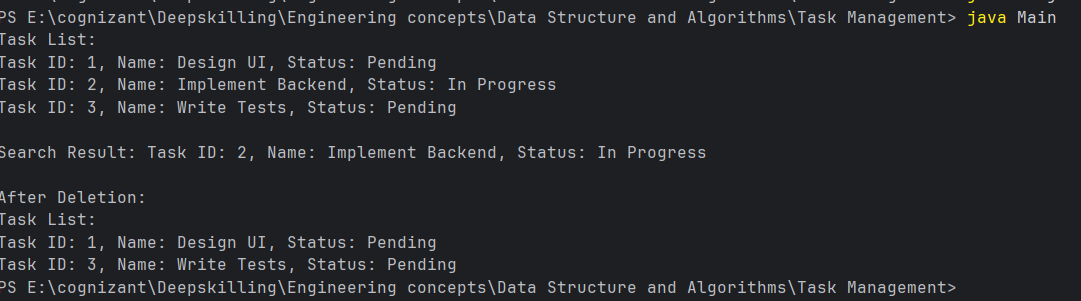 PS E:\cognizant\Deepskilling\Engineering concepts\Data Structure and Algorithms\Task Management> java Main
Task List:
Task ID: 1, Name: Design UI, Status: Pending
Task ID: 2, Name: Implement Backend, Status: In Progress
Task ID: 3, Name: Write Tests, Status: Pending
Search Result: Task ID: 2, Name: Implement Backend, Status: In Progress
After Deletion:
Task List:
Task ID: 1, Name: Design UI, Status: Pending
Task ID: 3, Name: Write Tests, Status: Pending
PS E:\cognizant\Deepskilling\Engineering concepts\Data Structure and Algorithms\Task Management>